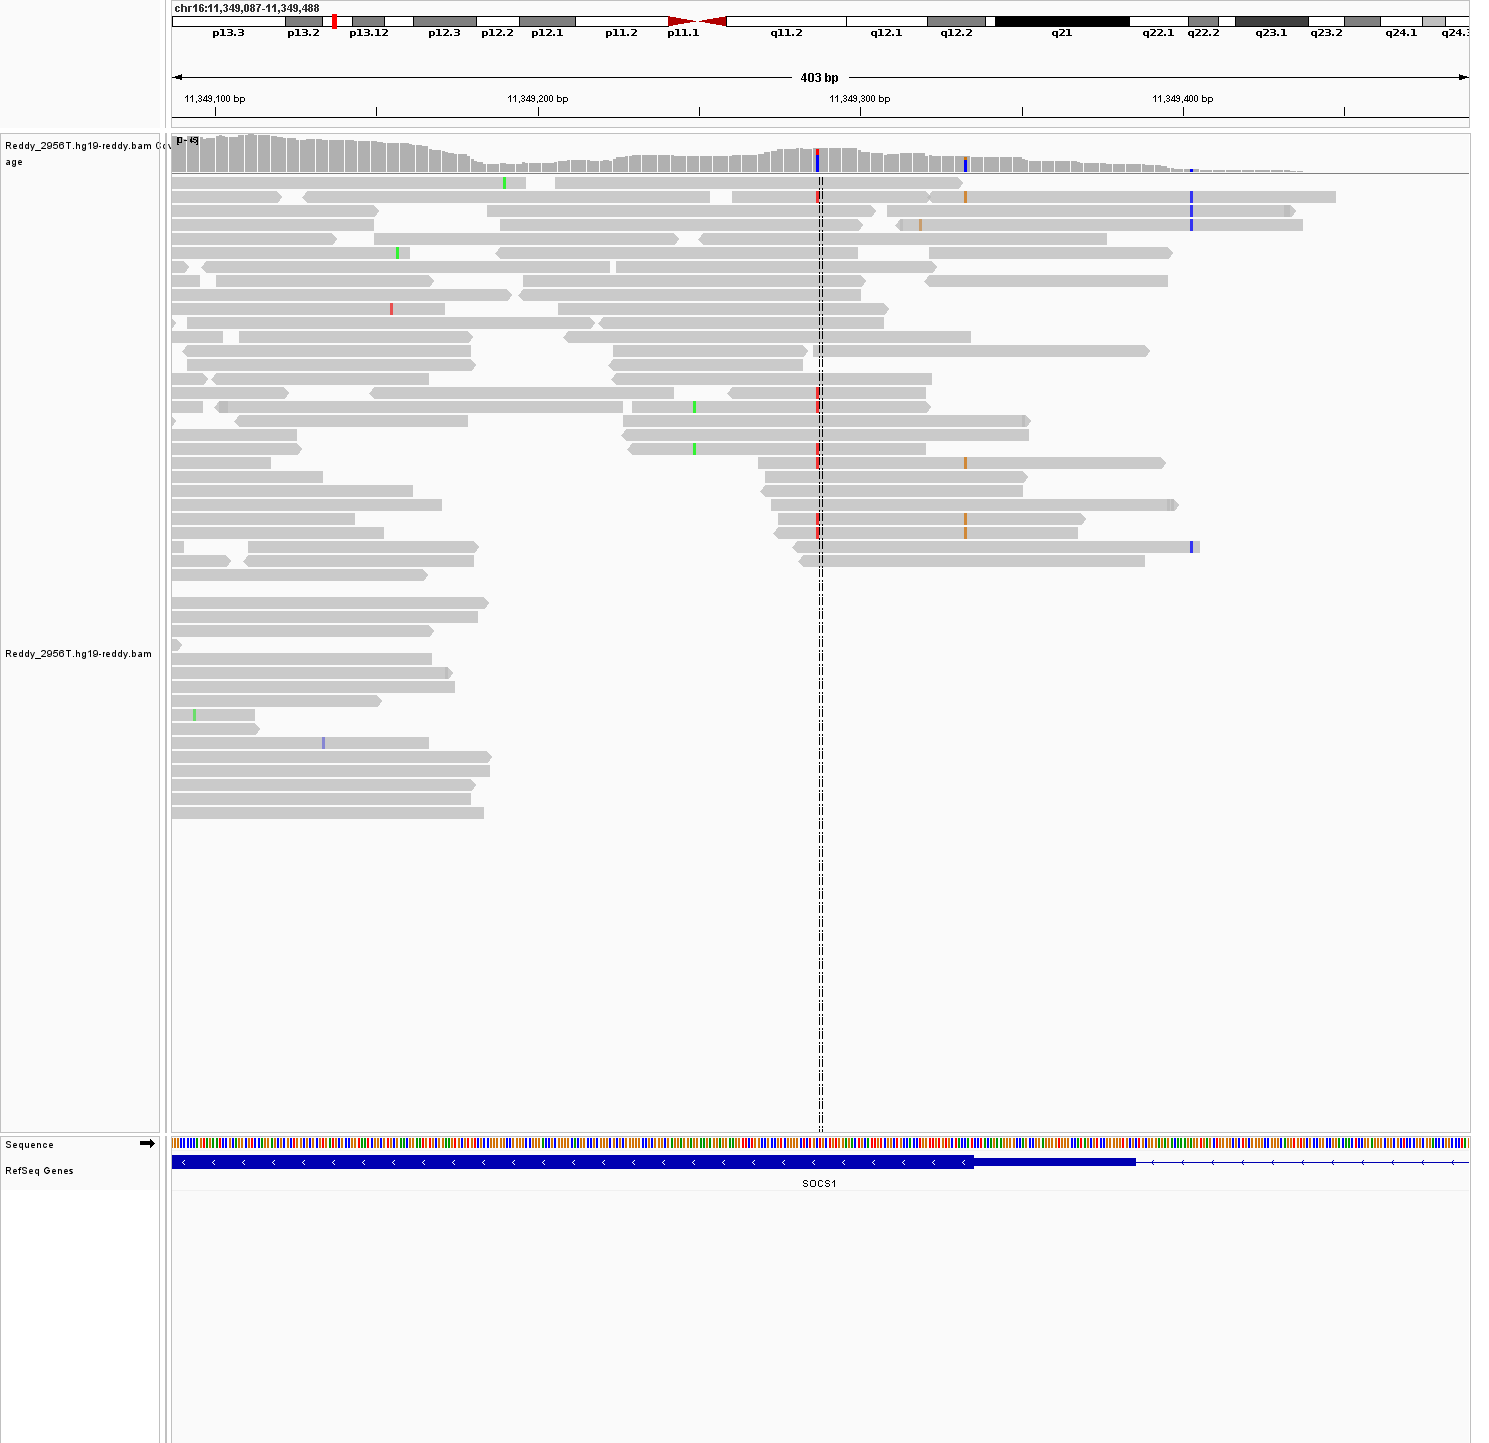 chr16:11,349,087-11,349,488
p13.3 p13.2 p13.12 p12.3 p12.2 p12.1 p11.2 p11.1 q11.2 q12.1 q12.2 q21 q22.1 q22.2 q23.1 q23.2 q24.1 q24.3
403 bp
11,349,100 bp 11,349,200 bp 11,349,300 bp 11,349,400 bp
Reddy_2956T.hg19-reddy.bam Cov
age
Reddy_2956T.hg19-reddy.bam
Sequence
RefSeq Genes
SOCS1